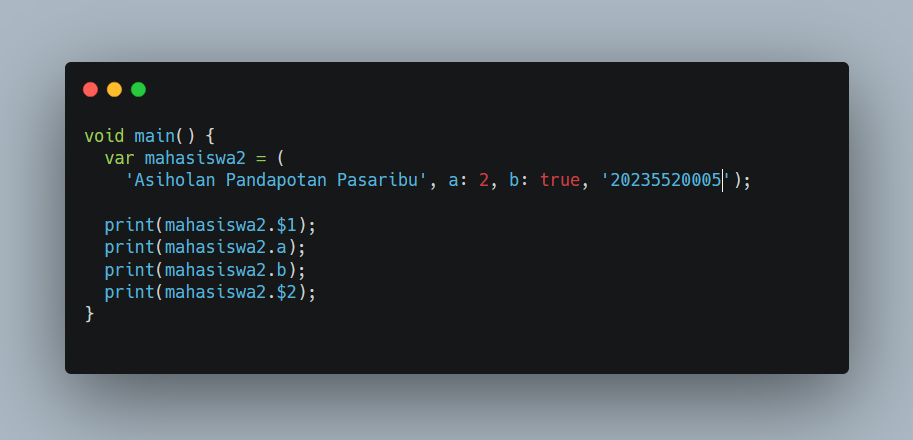 void main() {
  var mahasiswa2 = (
    'Asiholan Pandapotan Pasaribu', a: 2, b: true, '20235520005');

  print(mahasiswa2.$1);
  print(mahasiswa2.a);
  print(mahasiswa2.b);
  print(mahasiswa2.$2);
}